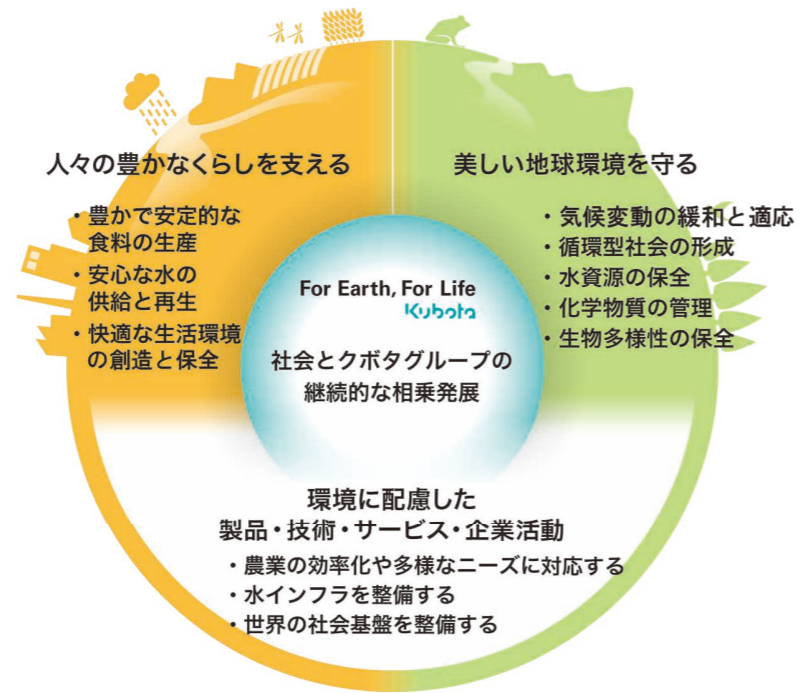 人々の豊かなくらしを支える
・豊かで安定的な
食料の生産
・安心な水の
供給と再生
・快適な生活環境
の創造と保全
美しい地球環境を守る
・気候変動の緩和と適応
・循環型社会の形成
・水資源の保全
・化学物質の管理
・生物多様性の保全
For Earth, For Life
Kubota
社会とクボタグループの
継続的な相乗発展
環境に配慮した
製品・技術・サービス・企業活動
・農業の効率化や多様なニーズに対応する
・水インフラを整備する
・世界の社会基盤を整備する